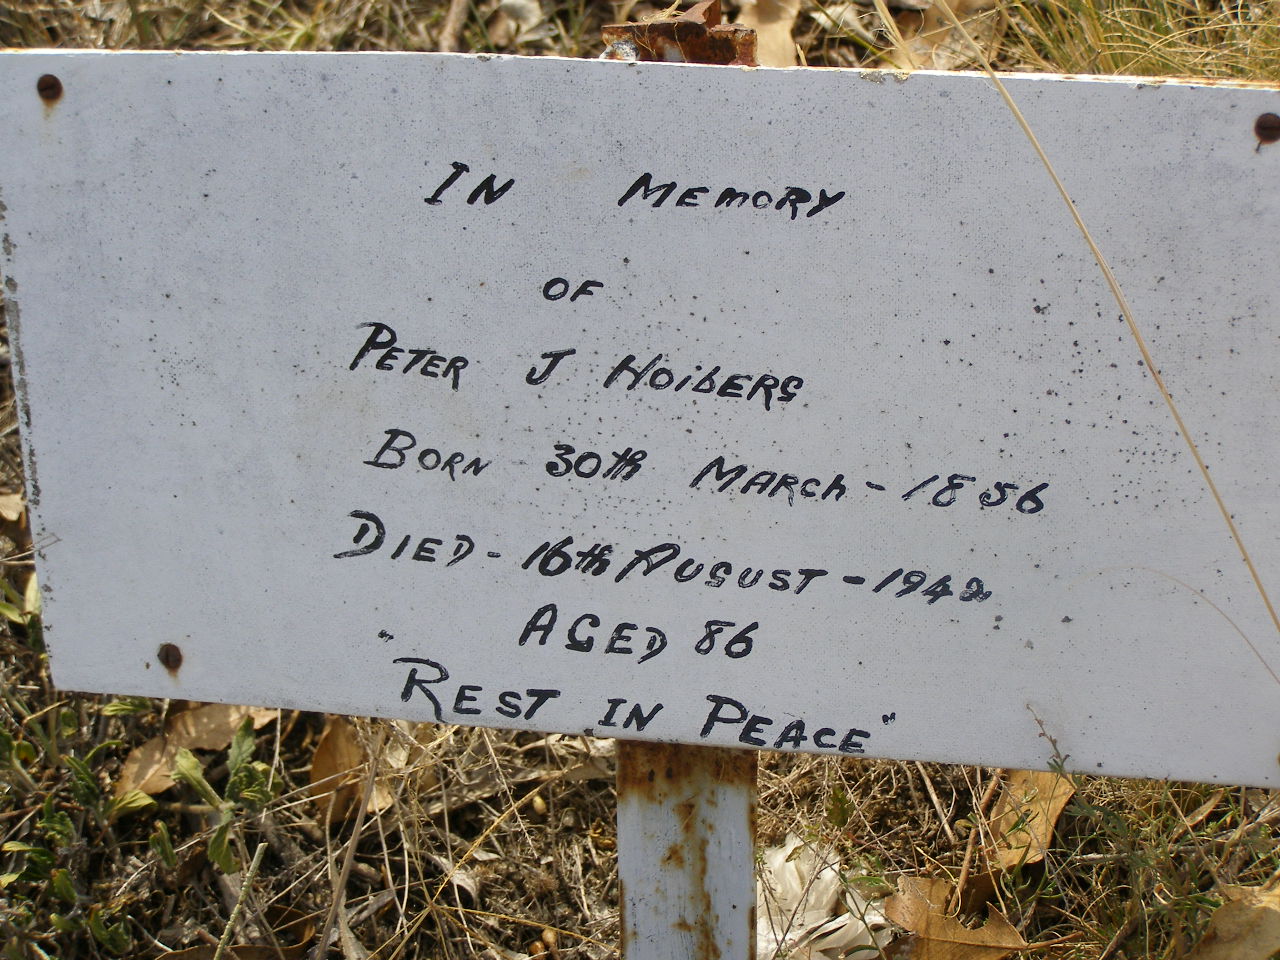 IN MEMORY
OF
PETER J HOIBERG
BORN 30th MARCh - 1856
DIED - 16th AUGUST - 1942
AGED 86
"REST IN PEACE"